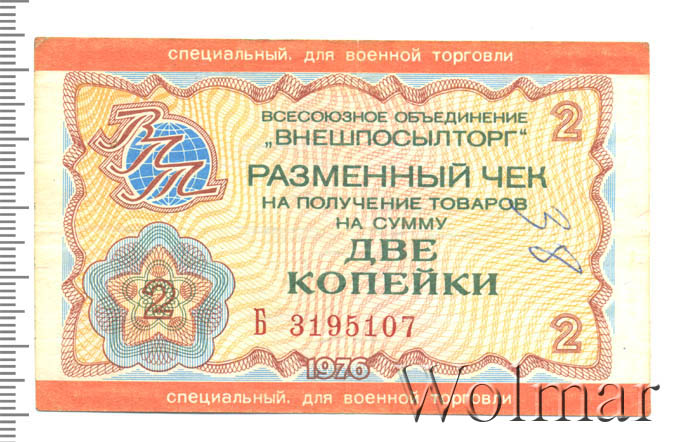 специальный. для военной торговли
ВСЕСОЮЗНОЕ ОБЪЕДИНЕНИЕ
„ВНЕШПОСЫЛТОРГ"
2
ВПТ
РАЗМЕННЫЙ ЧЕК
НА ПОЛУЧЕНИЕ ТОВАРОВ
НА СУММУ
38
ДВЕ
КОПЕЙКИ
2
Б 3195107
2
1976
специальный. для военной торговли
Wolmar